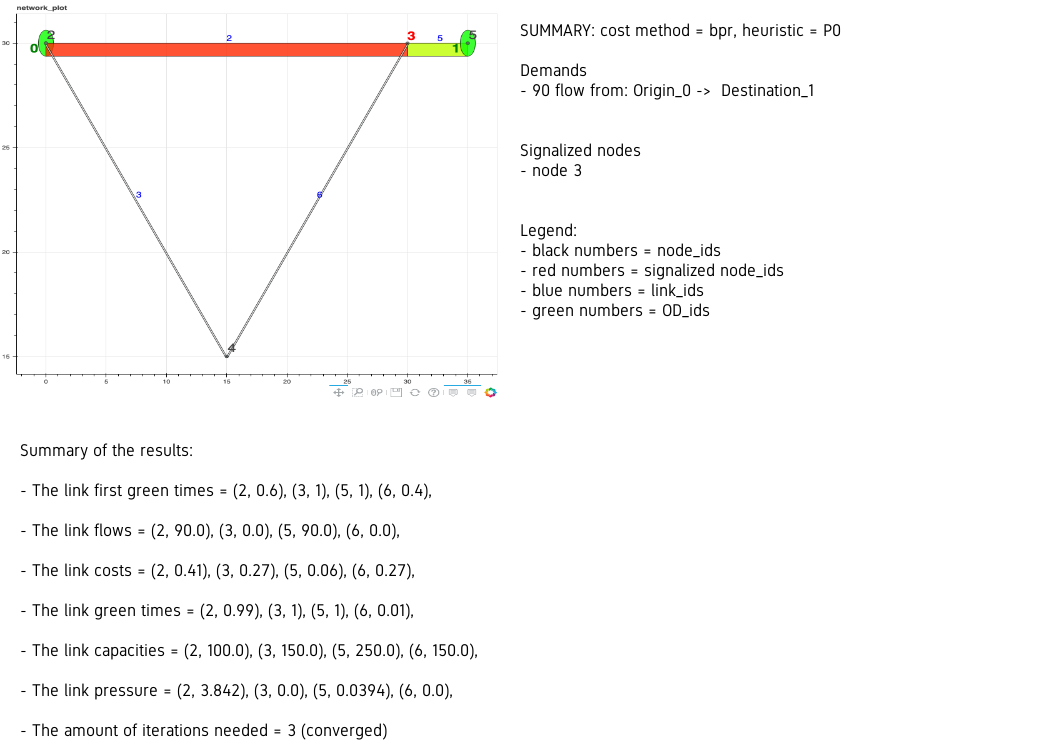 network_plot
SUMMARY: cost method = bpr, heuristic = P0
Demands
- 90 flow from: Origin_0 -> Destination_1
Signalized nodes
- node 3
Legend:
- black numbers = node_ids
- red numbers = signalized node_ids
- blue numbers = link_ids
- green numbers = OD_ids
30
25
20
15
0 2 2 3 5 1 5
3 6
4
0 5 10 15 20 25 30 35
Summary of the results:
- The link first green times = (2, 0.6), (3, 1), (5, 1), (6, 0.4),
- The link flows = (2, 90.0), (3, 0.0), (5, 90.0), (6, 0.0),
- The link costs = (2, 0.41), (3, 0.27), (5, 0.06), (6, 0.27),
- The link green times = (2, 0.99), (3, 1), (5, 1), (6, 0.01),
- The link capacities = (2, 100.0), (3, 150.0), (5, 250.0), (6, 150.0),
- The link pressure = (2, 3.842), (3, 0.0), (5, 0.0394), (6, 0.0),
- The amount of iterations needed = 3 (converged)